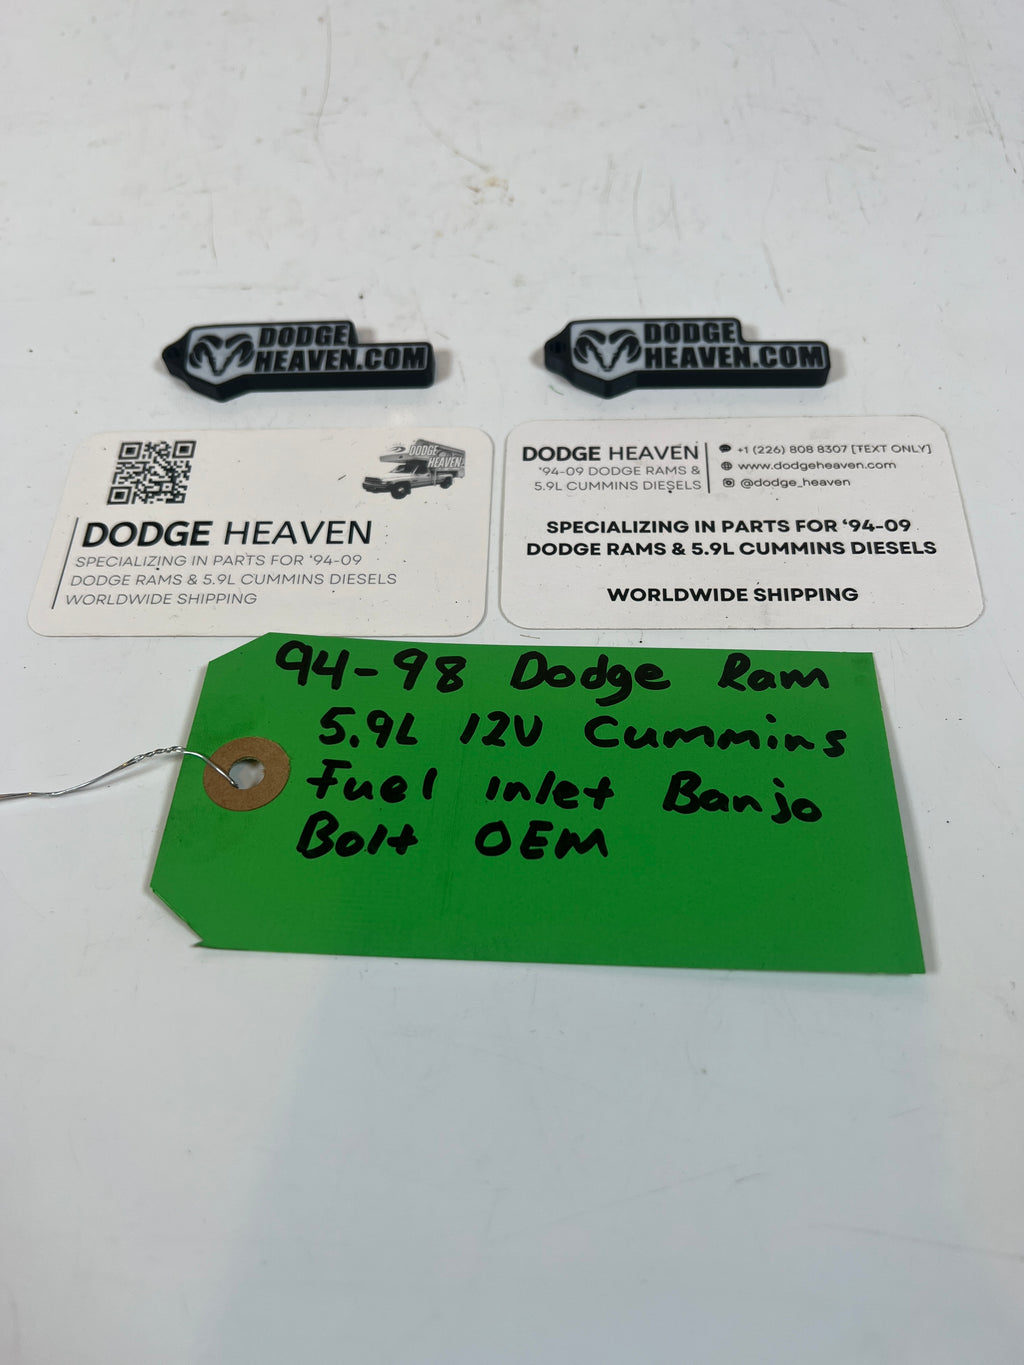 DODGE
HEAVEN.COM
DODGE
HEAVEN.COM
DODGE
HEAVEN
DODGE HEAVEN
SPECIALIZING IN PARTS FOR ‘94-09
DODGE RAMS & 5.9L CUMMINS DIESELS
WORLDWIDE SHIPPING
DODGE HEAVEN
‘94-09 DODGE RAMS &
5.9L CUMMINS DIESELS
+1 (226) 808 8307 [TEXT ONLY]
www.dodgeheaven.com
@dodge_heaven
SPECIALIZING IN PARTS FOR ‘94-09
DODGE RAMS & 5.9L CUMMINS DIESELS
WORLDWIDE SHIPPING
94-98 Dodge Ram
5.9L 12V Cummins
Fuel inlet Banjo
Bolt OEM